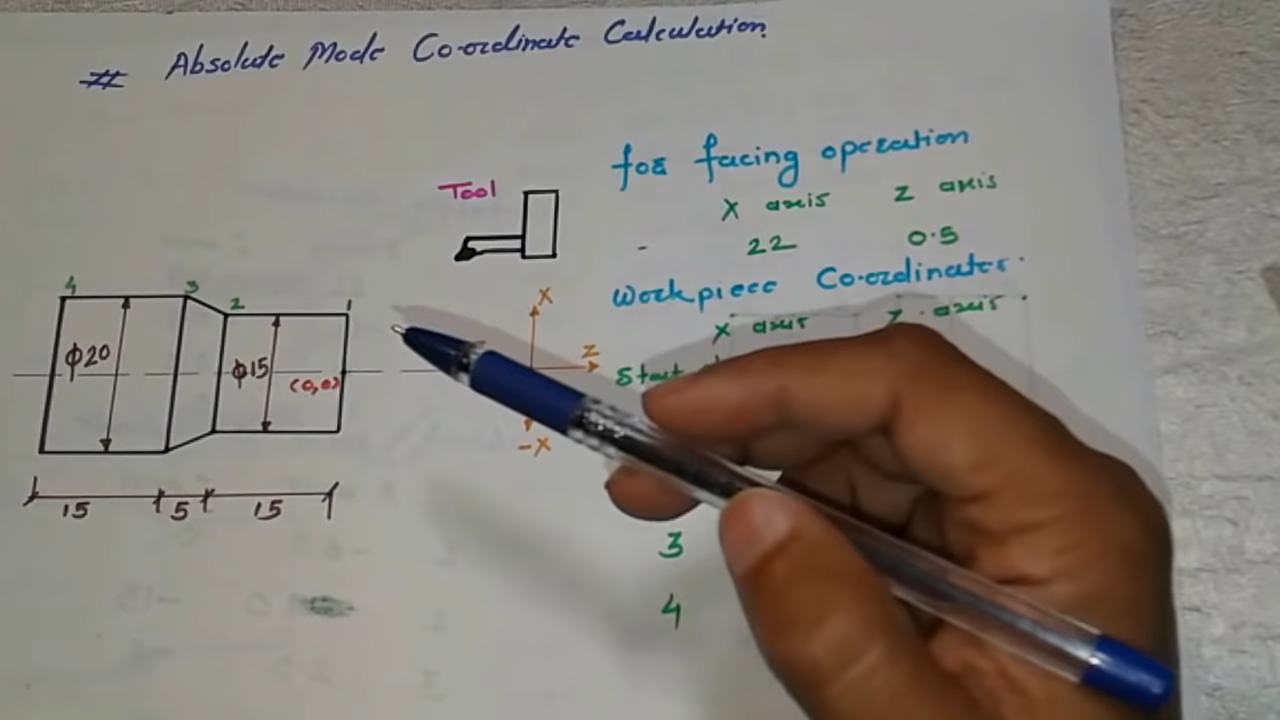 # Absolute Mode Co-ordinate Calculation.
for facing operation
Tool
X axis Z axis
- 22 0.5
Workpiece Co-ordinates.
X axis Z axis
Start
4 3 2 1
ϕ20 ϕ15 (0,0)
X
Z
-X
15 5 15
3
4